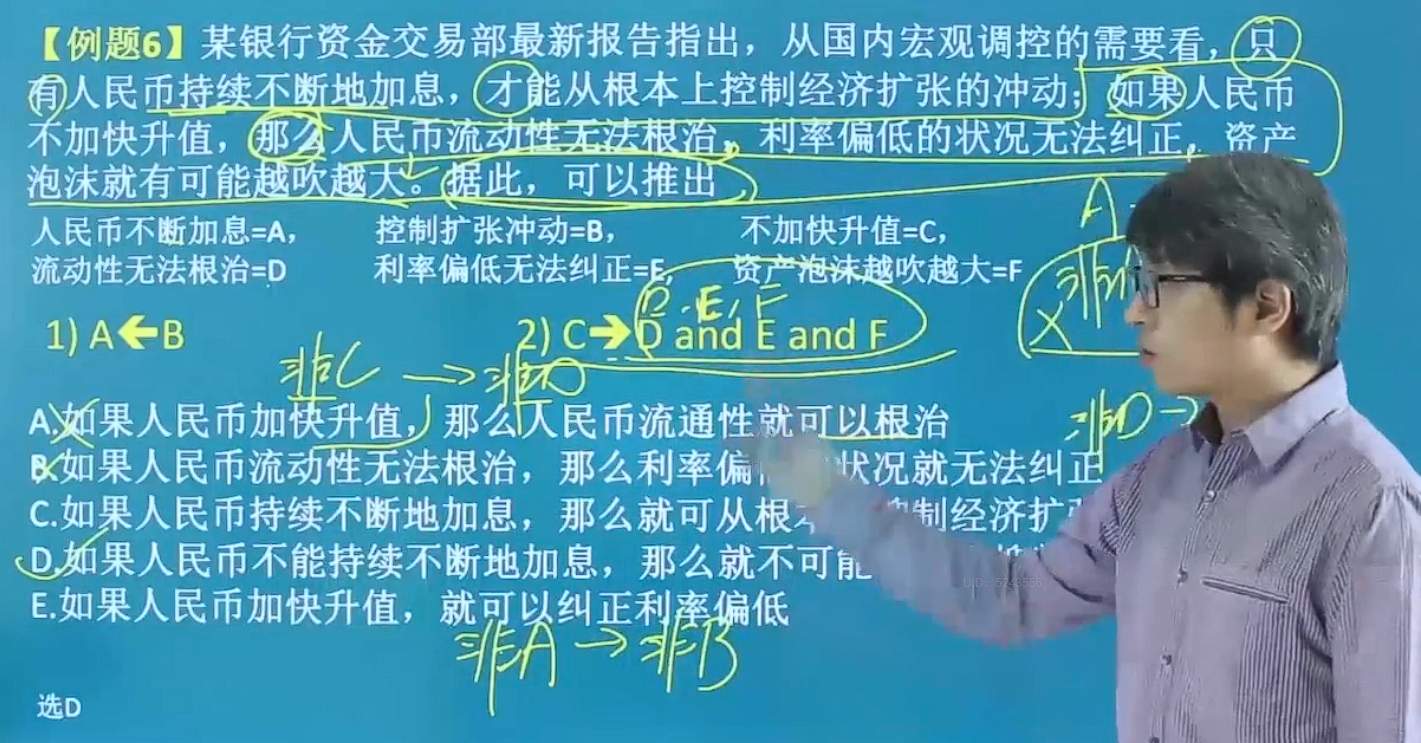 【例题6】某银行资金交易部最新报告指出，从国内宏观调控的需要看，只
有人民币持续不断地加息，才能从根本上控制经济扩张的冲动；如果人民币
不加快升值，那么人民币流动性无法根治，利率偏低的状况无法纠正，资产
泡沫就有可能越吹越大。据此，可以推出
人民币不断加息=A， 控制扩张冲动=B， 不加快升值=C，
流动性无法根治=D 利率偏低无法纠正=E， 资产泡沫越吹越大=F
A
非D
D，E，F
1) A←B 2) C→D and E and F
非C → 非D
A.如果人民币加快升值，那么人民币流通性就可以根治
非D →
B.如果人民币流动性无法根治，那么利率偏 状况就无法纠正
C.如果人民币持续不断地加息，那么就可从根 制经济扩
D.如果人民币不能持续不断地加息，那么就不可能
UID: 5743565
E.如果人民币加快升值，就可以纠正利率偏低
非A → 非B
选D